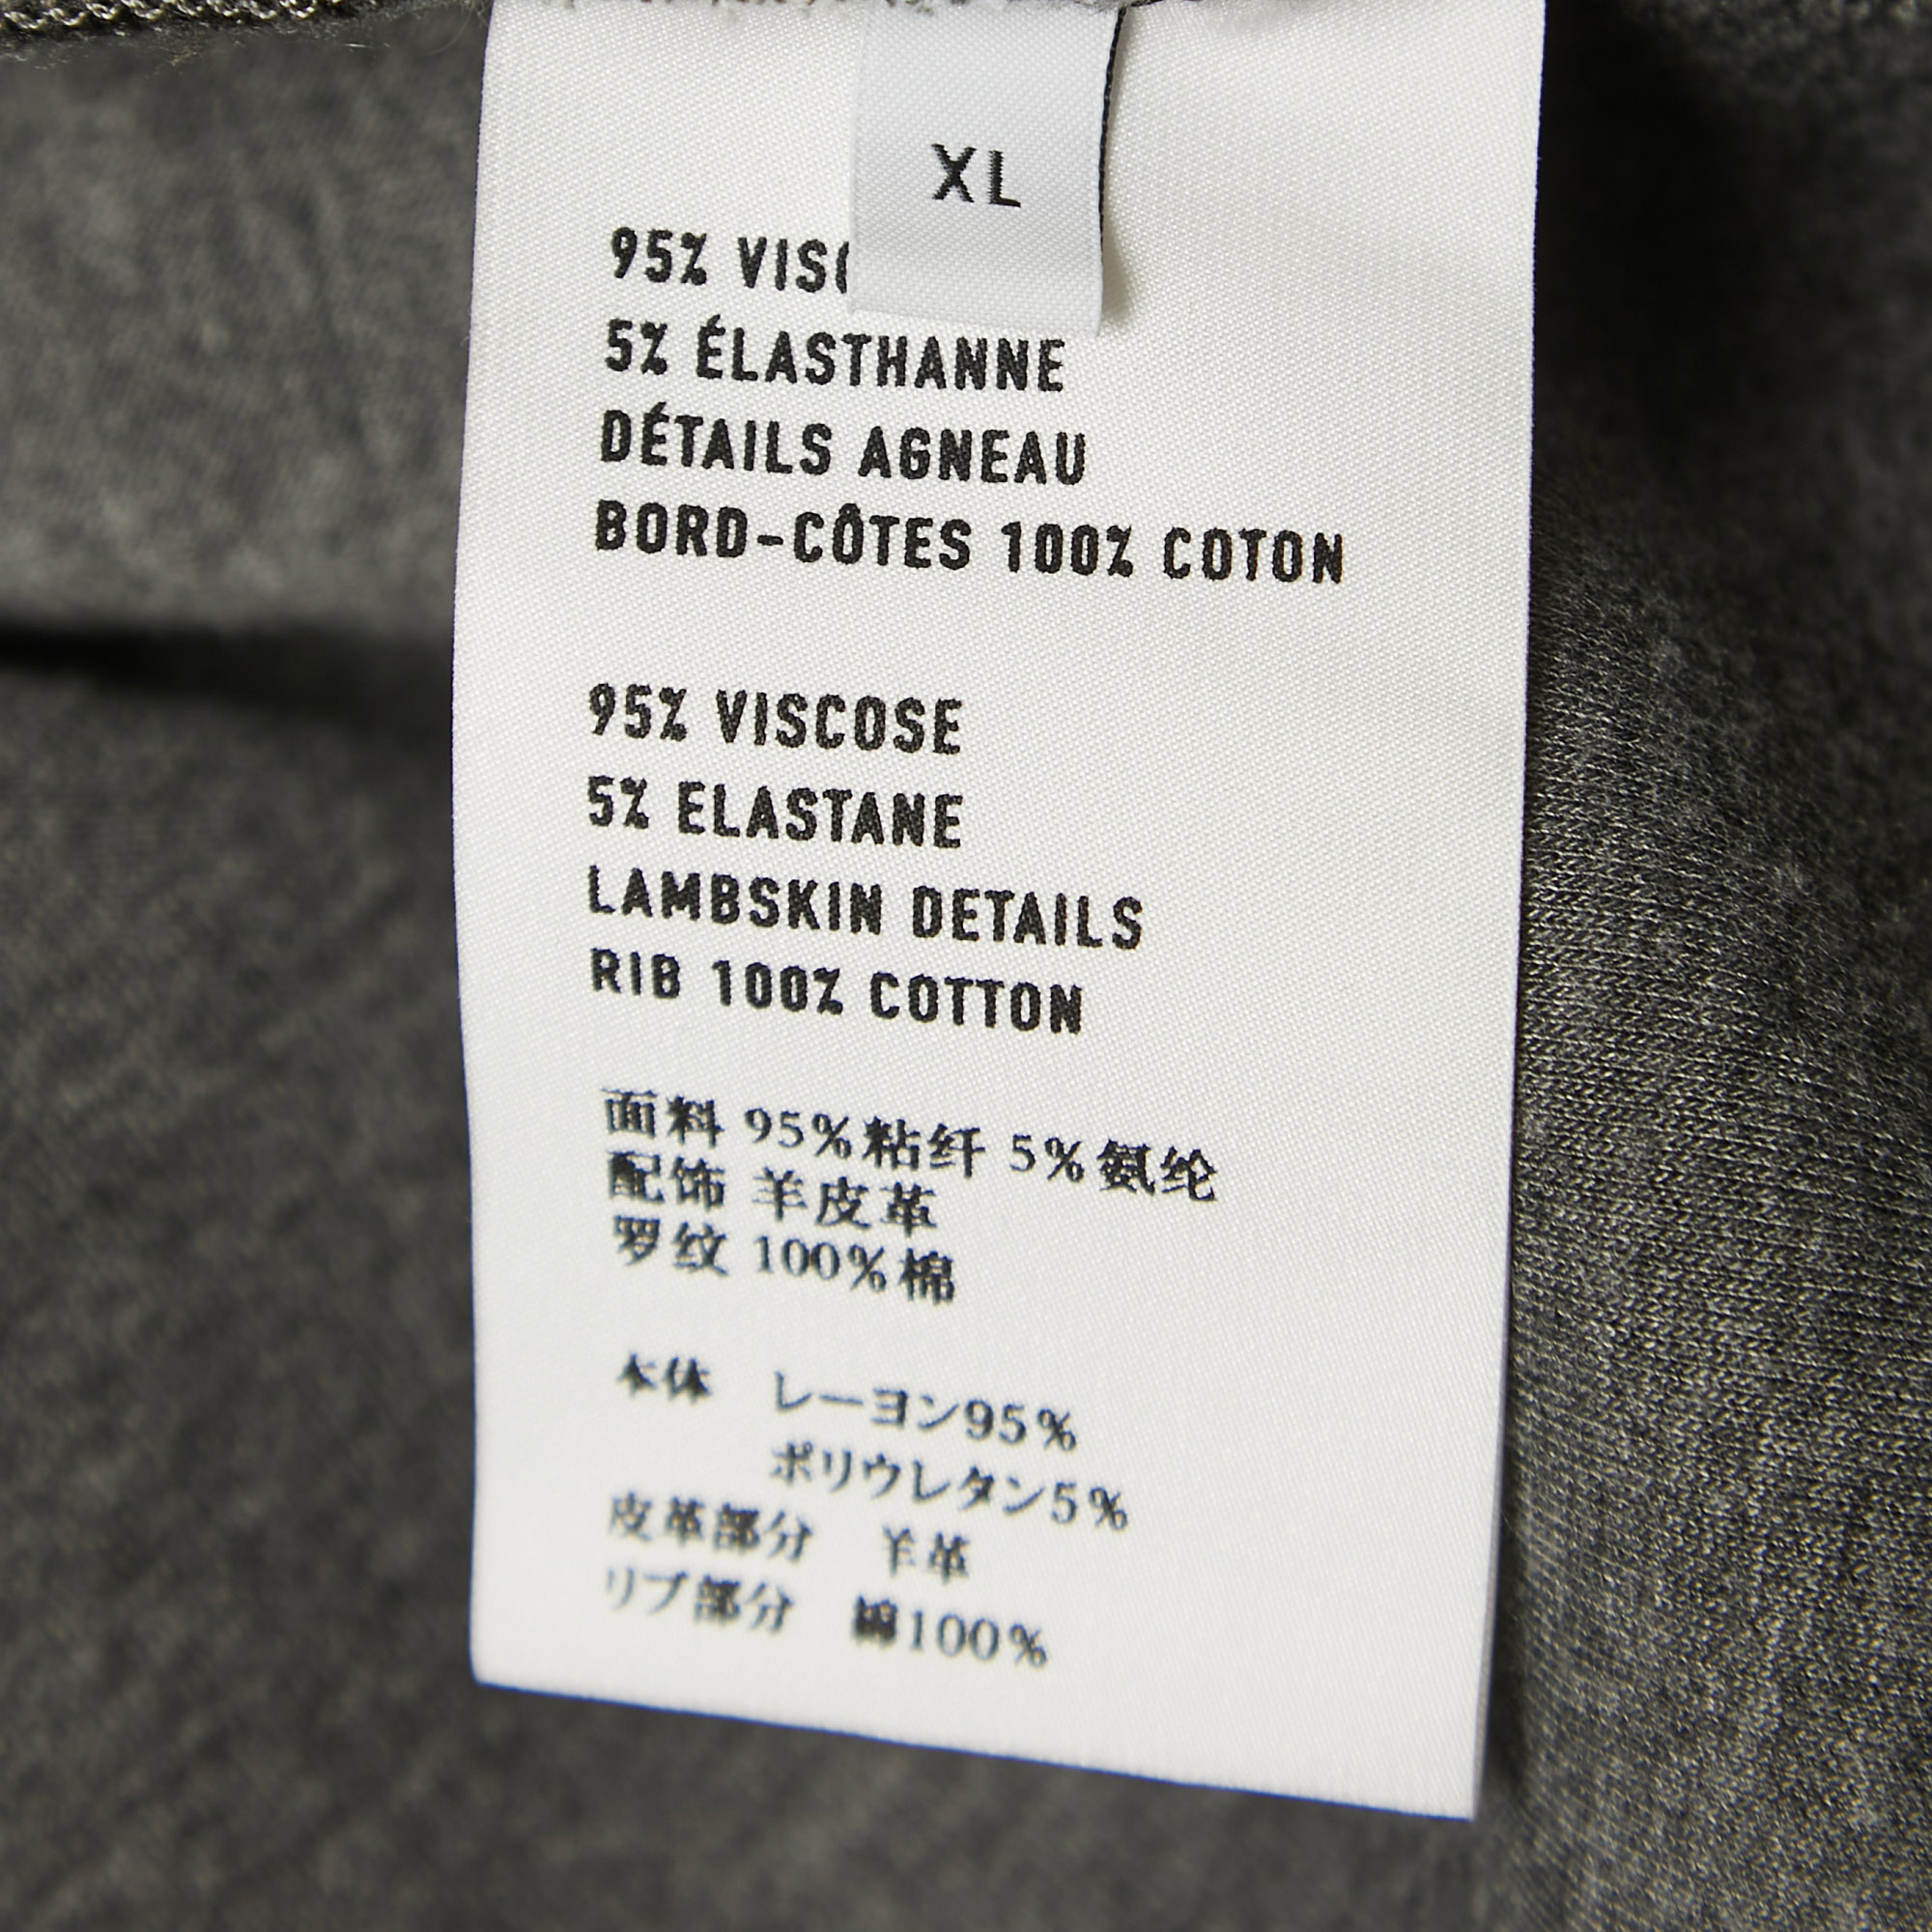 XL
95%
5% ÉLASTHANNE
DÉTAILS AGNEAU
BORD-CÔTES 100% COTON
95% VISCOSE
5% ELASTANE
LAMBSKIN DETAILS
RIB 100% COTTON
面料 95%粘纤 5%氨纶
配饰 羊皮革
罗纹 100%棉
本体 レーヨン95%
ポリウレタン5%
皮革部分 羊革
リブ部分 綿100%